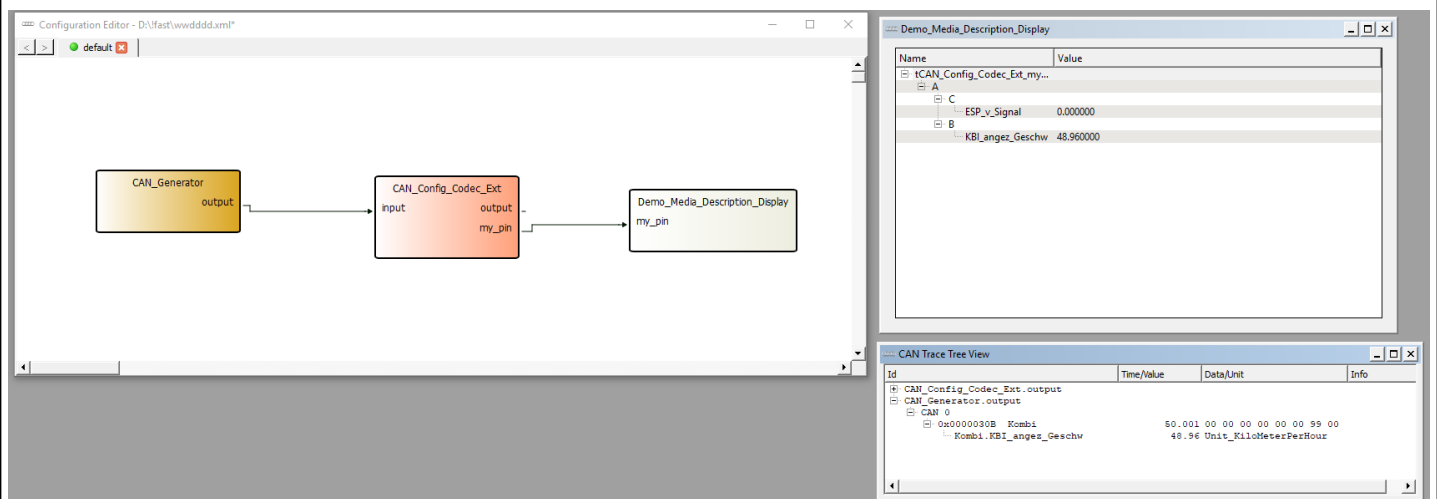 Configuration Editor - D:\!fast\wwdddd.xml*
< > default
CAN_Generator
output
CAN_Config_Codec_Ext
input output
my_pin
Demo_Media_Description_Display
my_pin
Demo_Media_Description_Display
Name Value
tCAN_Config_Codec_Ext_my...
A
C
ESP_v_Signal 0.000000
B
KBI_angez_Geschw 48.960000
CAN Trace Tree View
Id Time/Value Data/Unit Info
CAN_Config_Codec_Ext.output
CAN_Generator.output
CAN 0
0x0000030B Kombi 50.001 00 00 00 00 00 00 99 00
Kombi.KBI_angez_Geschw 48.96 Unit_KiloMeterPerHour